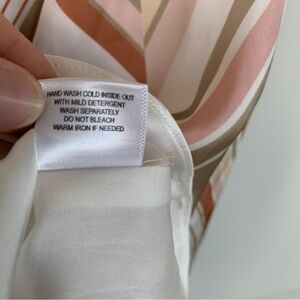 HAND WASH COLD INSIDE OUT
WITH MILD DETERGENT
WASH SEPARATELY
DO NOT BLEACH
WARM IRON IF NEEDED